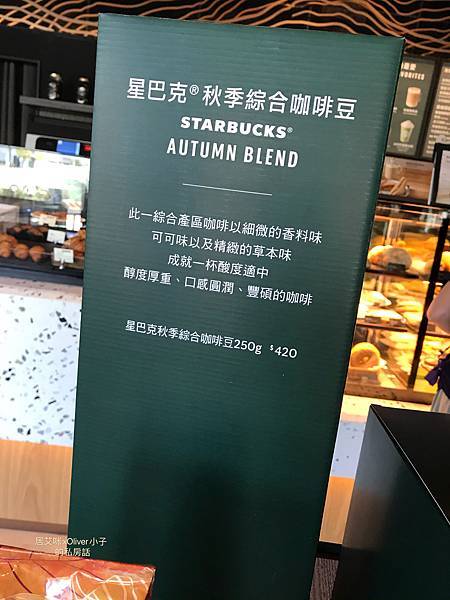 星巴克®秋季綜合咖啡豆
STARBUCKS®
AUTUMN BLEND
此一綜合產區咖啡以細微的香料味
可可味以及精緻的草本味
成就一杯酸度適中
醇度厚重、口感圓潤、豐碩的咖啡
星巴克秋季綜合咖啡豆250g $420
居艾咪×Oliver小子
的私房話